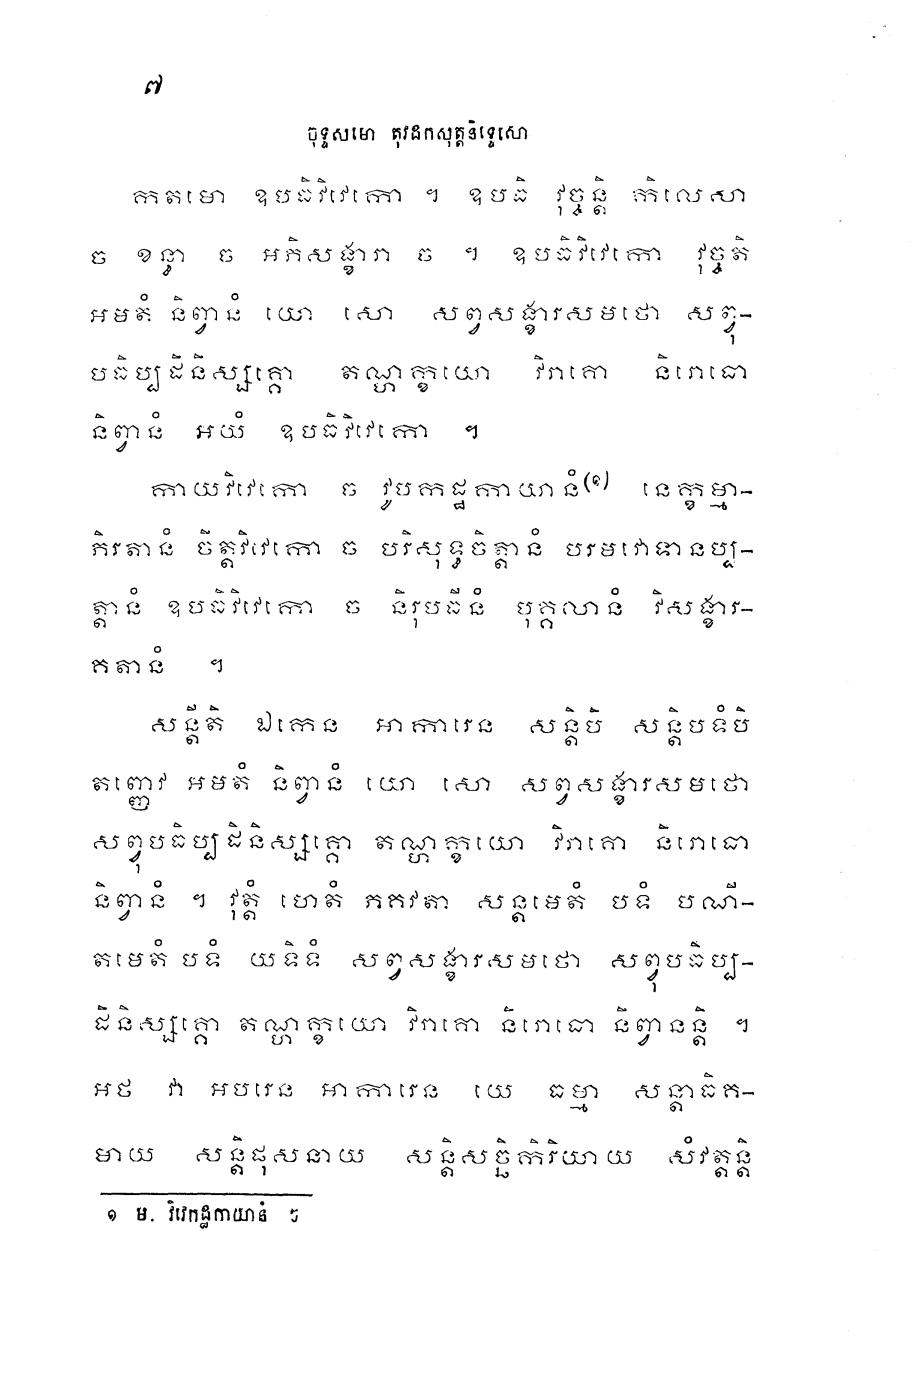 ៧
ចុទ្ទសមោ តុវដកសុត្តនិទ្ទេសោ
កតមោ ឧបធិវិវេកោ ។ ឧបធិ វុច្ចន្តិ កិលេសា
ច ខន្ធា ច អភិសង្ខារា ច ។ ឧបធិវិវេកោ វុច្ចតិ
អមតំ និព្វានំ យោ សោ សព្វសង្ខារសមថោ សព្វុ-
បធិប្បដិនិស្សគ្គោ តណ្ហក្ខយោ វិរាគោ និរោធោ
និព្វានំ អយំ ឧបធិវិវេកោ ។
កាយវិវេកោ ច វូបកដ្ឋកាយានំ(១) នេក្ខម្មា-
ភិរតានំ ចិត្តវិវេកោ ច បរិសុទ្ធចិត្តានំ បរមវោទានប្ប-
ត្តានំ ឧបធិវិវេកោ ច និរុបធីនំ បុគ្គលានំ វិសង្ខារ-
គតានំ ។
សន្តីតិ ឯកេន អាការេន សន្តិបិ សន្តិបទំបិ
តញ្ញេវ អមតំ និព្វានំ យោ សោ សព្វសង្ខារសមថោ
សព្វុបធិប្បដិនិស្សគ្គោ តណ្ហក្ខយោ វិរាគោ និរោធោ
និព្វានំ ។ វុត្តំ ហេតំ ភគវតា សន្តមេតំ បទំ បណី-
តមេតំ បទំ យទិទំ សព្វសង្ខារសមថោ សព្វុបធិប្ប-
ដិនិស្សគ្គោ តណ្ហក្ខយោ វិរាគោ និរោធោ និព្វានន្តិ ។
អថ វា អបរេន អាការេន យេ ធម្មា សន្តាធិគ-
មាយ សន្តិផុសនាយ សន្តិសច្ឆិកិរិយាយ សំវត្តន្តិ
១ ម. វិវេកដ្ឋកាយានំ ។